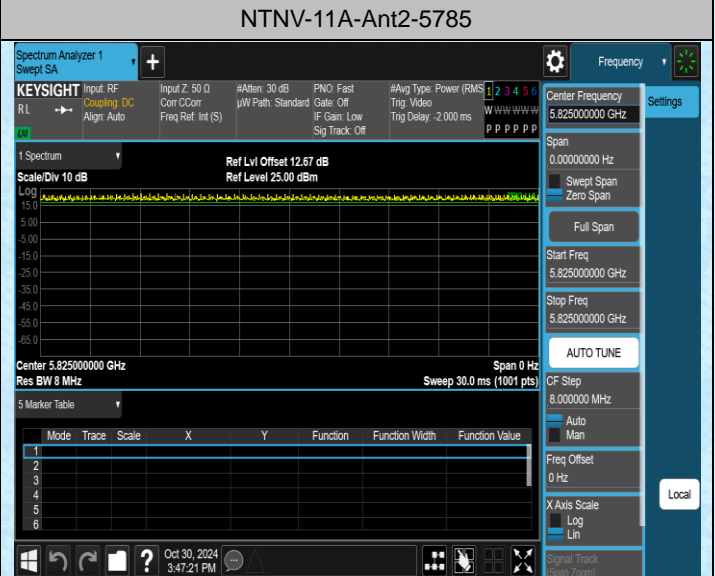 NTNV-11A-Ant2-5785
Spectrum Analyzer 1
Swept SA
Frequency
KEYSIGHT
RL
Input: RF
Coupling: DC
Align: Auto
Input Z: 50 Ω
Corr CCorr
Freq Ref: Int (S)
#Atten: 30 dB
µW Path: Standard
PNO: Fast
Gate: Off
IF Gain: Low
Sig Track: Off
#Avg Type: Power (RMS
Trig: Video
Trig Delay: -2.000 ms
1 2 3 4 5 6
W W W W W W
P P P P P P
1 Spectrum
Scale/Div 10 dB
Ref Lvl Offset 12.67 dB
Ref Level 25.00 dBm
Log
15.0
5.00
-5.00
-15.0
-25.0
-35.0
-45.0
-55.0
-65.0
Center 5.825000000 GHz
Span 0 Hz
Res BW 8 MHz
Sweep 30.0 ms (1001 pts)
5 Marker Table
Mode Trace Scale X Y Function Function Width Function Value
1
2
3
4
5
6
Center Frequency
5.825000000 GHz
Settings
Span
0.00000000 Hz
Swept Span
Zero Span
Full Span
Start Freq
5.825000000 GHz
Stop Freq
5.825000000 GHz
AUTO TUNE
CF Step
8.000000 MHz
Auto
Man
Freq Offset
0 Hz
Local
X Axis Scale
Log
Lin
Signal Track
(Span Zoom)
Oct 30, 2024
3:47:21 PM